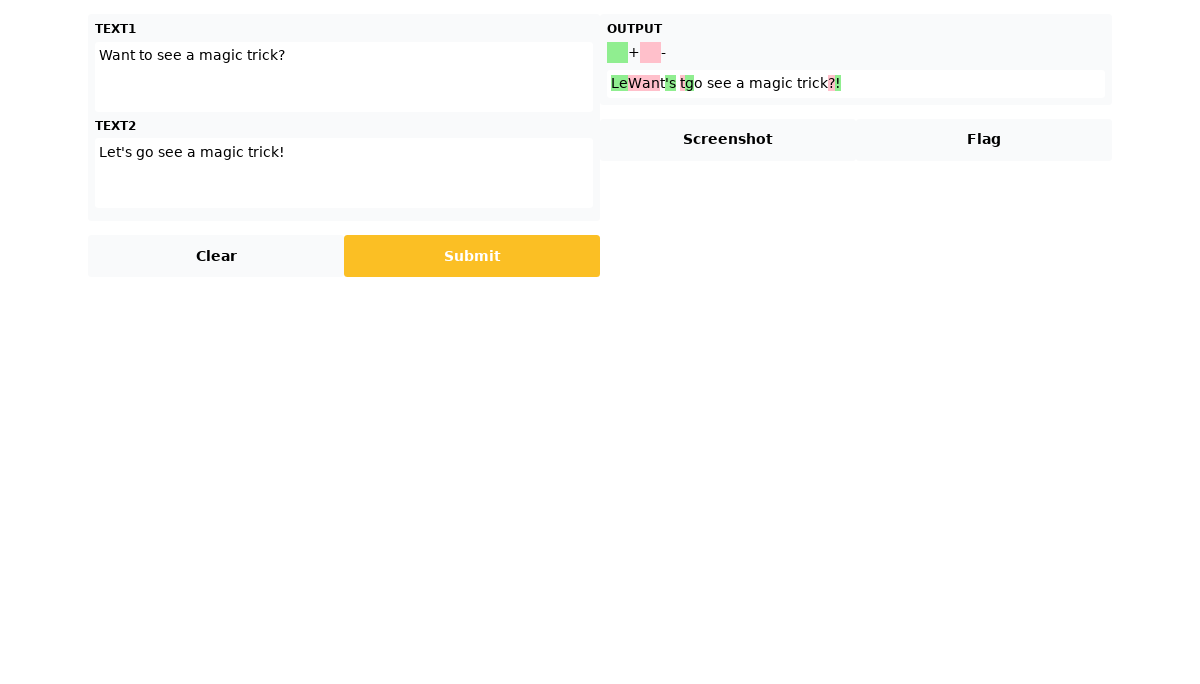 TEXT1
Want to see a magic trick?
TEXT2
Let's go see a magic trick!
Clear
Submit
OUTPUT
+ -
LeWant's tgo see a magic trick?!
Screenshot
Flag